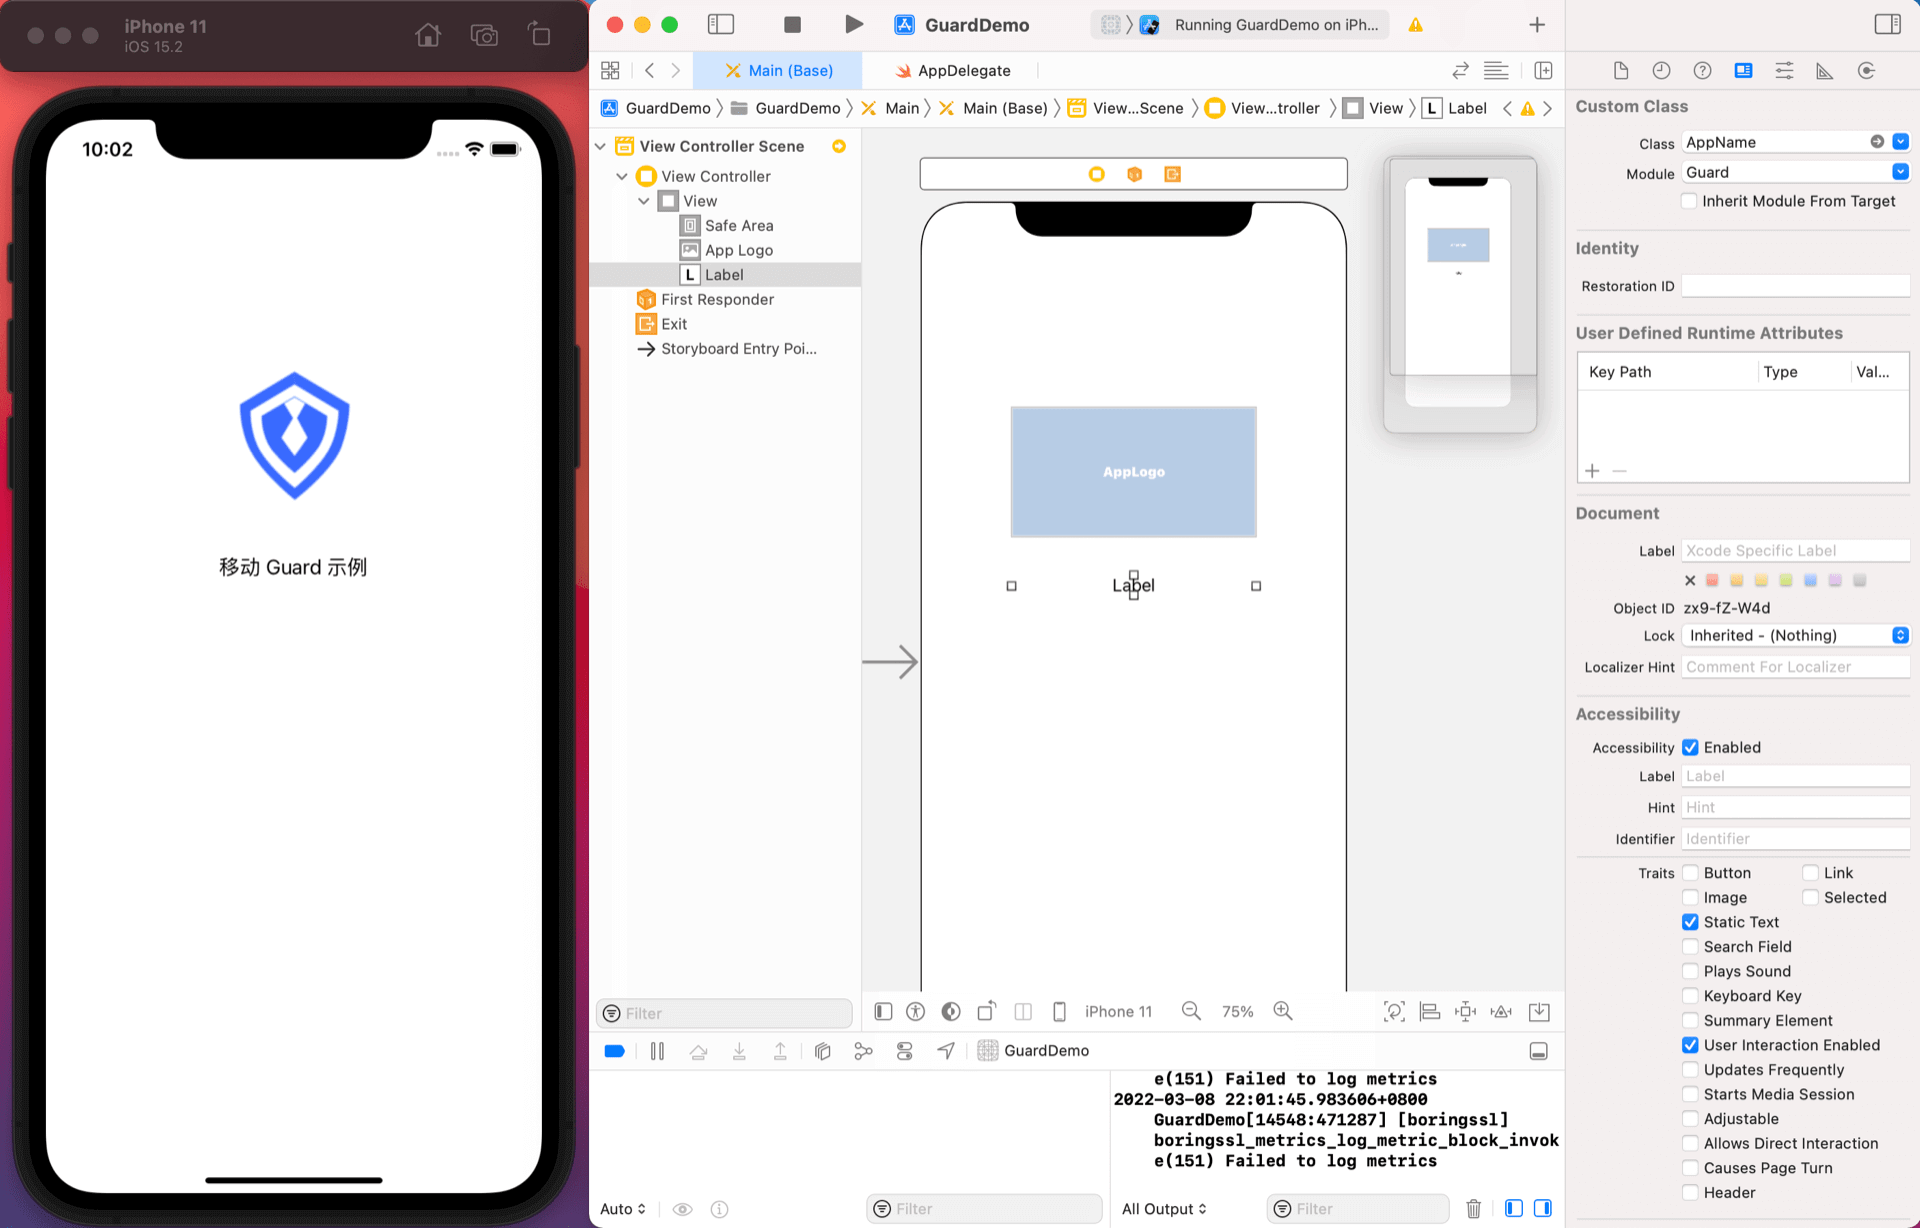 iPhone 11
iOS 15.2
10:02
移动 Guard 示例
GuardDemo
Running GuardDemo on iPh...
Main (Base)
AppDelegate
GuardDemo
GuardDemo
Main
Main (Base)
View...Scene
View...troller
View
L Label
View Controller Scene
View Controller
View
Safe Area
App Logo
L Label
First Responder
Exit
Storyboard Entry Poi...
Filter
AppLogo
Label
iPhone 11
75%
GuardDemo
e(151) Failed to log metrics
2022-03-08 22:01:45.983606+0800
GuardDemo[14548:471287] [boringssl]
boringssl_metrics_log_metric_block_invok
e(151) Failed to log metrics
Auto
Filter
All Output
Filter
Custom Class
Class AppName
Module Guard
Inherit Module From Target
Identity
Restoration ID
User Defined Runtime Attributes
Key Path Type Val...
Document
Label Xcode Specific Label
Object ID zx9-fZ-W4d
Lock Inherited - (Nothing)
Localizer Hint Comment For Localizer
Accessibility
Accessibility Enabled
Label Label
Hint Hint
Identifier Identifier
Traits Button Link
Image Selected
Static Text
Search Field
Plays Sound
Keyboard Key
Summary Element
User Interaction Enabled
Updates Frequently
Starts Media Session
Adjustable
Allows Direct Interaction
Causes Page Turn
Header